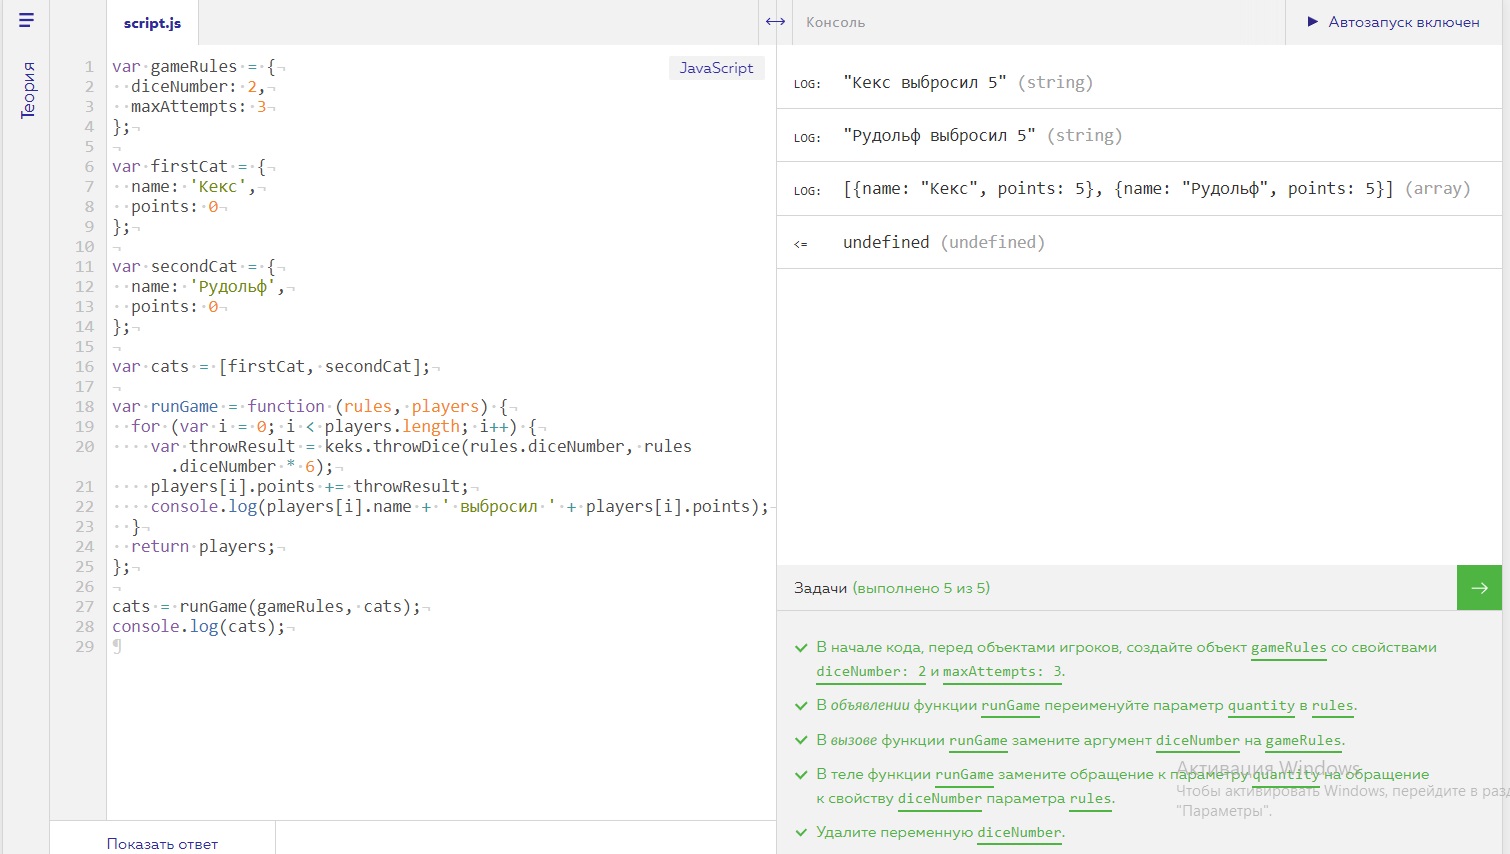 script.js
Консоль
Автозапуск включен
Теория
JavaScript
1 var gameRules = {
2 diceNumber: 2,
3 maxAttempts: 3
4 };
5
6 var firstCat = {
7 name: 'Кекс',
8 points: 0
9 };
10
11 var secondCat = {
12 name: 'Рудольф',
13 points: 0
14 };
15
16 var cats = [firstCat, secondCat];
17
18 var runGame = function (rules, players) {
19 for (var i = 0; i < players.length; i++) {
20 var throwResult = keks.throwDice(rules.diceNumber, rules
.diceNumber * 6);
21 players[i].points += throwResult;
22 console.log(players[i].name + ' выбросил ' + players[i].points);
23 }
24 return players;
25 };
26
27 cats = runGame(gameRules, cats);
28 console.log(cats);
29
Показать ответ
LOG: "Кекс выбросил 5" (string)
LOG: "Рудольф выбросил 5" (string)
LOG: [{name: "Кекс", points: 5}, {name: "Рудольф", points: 5}] (array)
<= undefined (undefined)
Задачи (выполнено 5 из 5)
В начале кода, перед объектами игроков, создайте объект gameRules со свойствами
diceNumber: 2 и maxAttempts: 3.
В объявлении функции runGame переименуйте параметр quantity в rules.
В вызове функции runGame замените аргумент diceNumber на gameRules.
В теле функции runGame замените обращение к параметру quantity на обращение
к свойству diceNumber параметра rules.
Удалите переменную diceNumber.
Активация Windows
Чтобы активировать Windows, перейдите в разд
"Параметры".